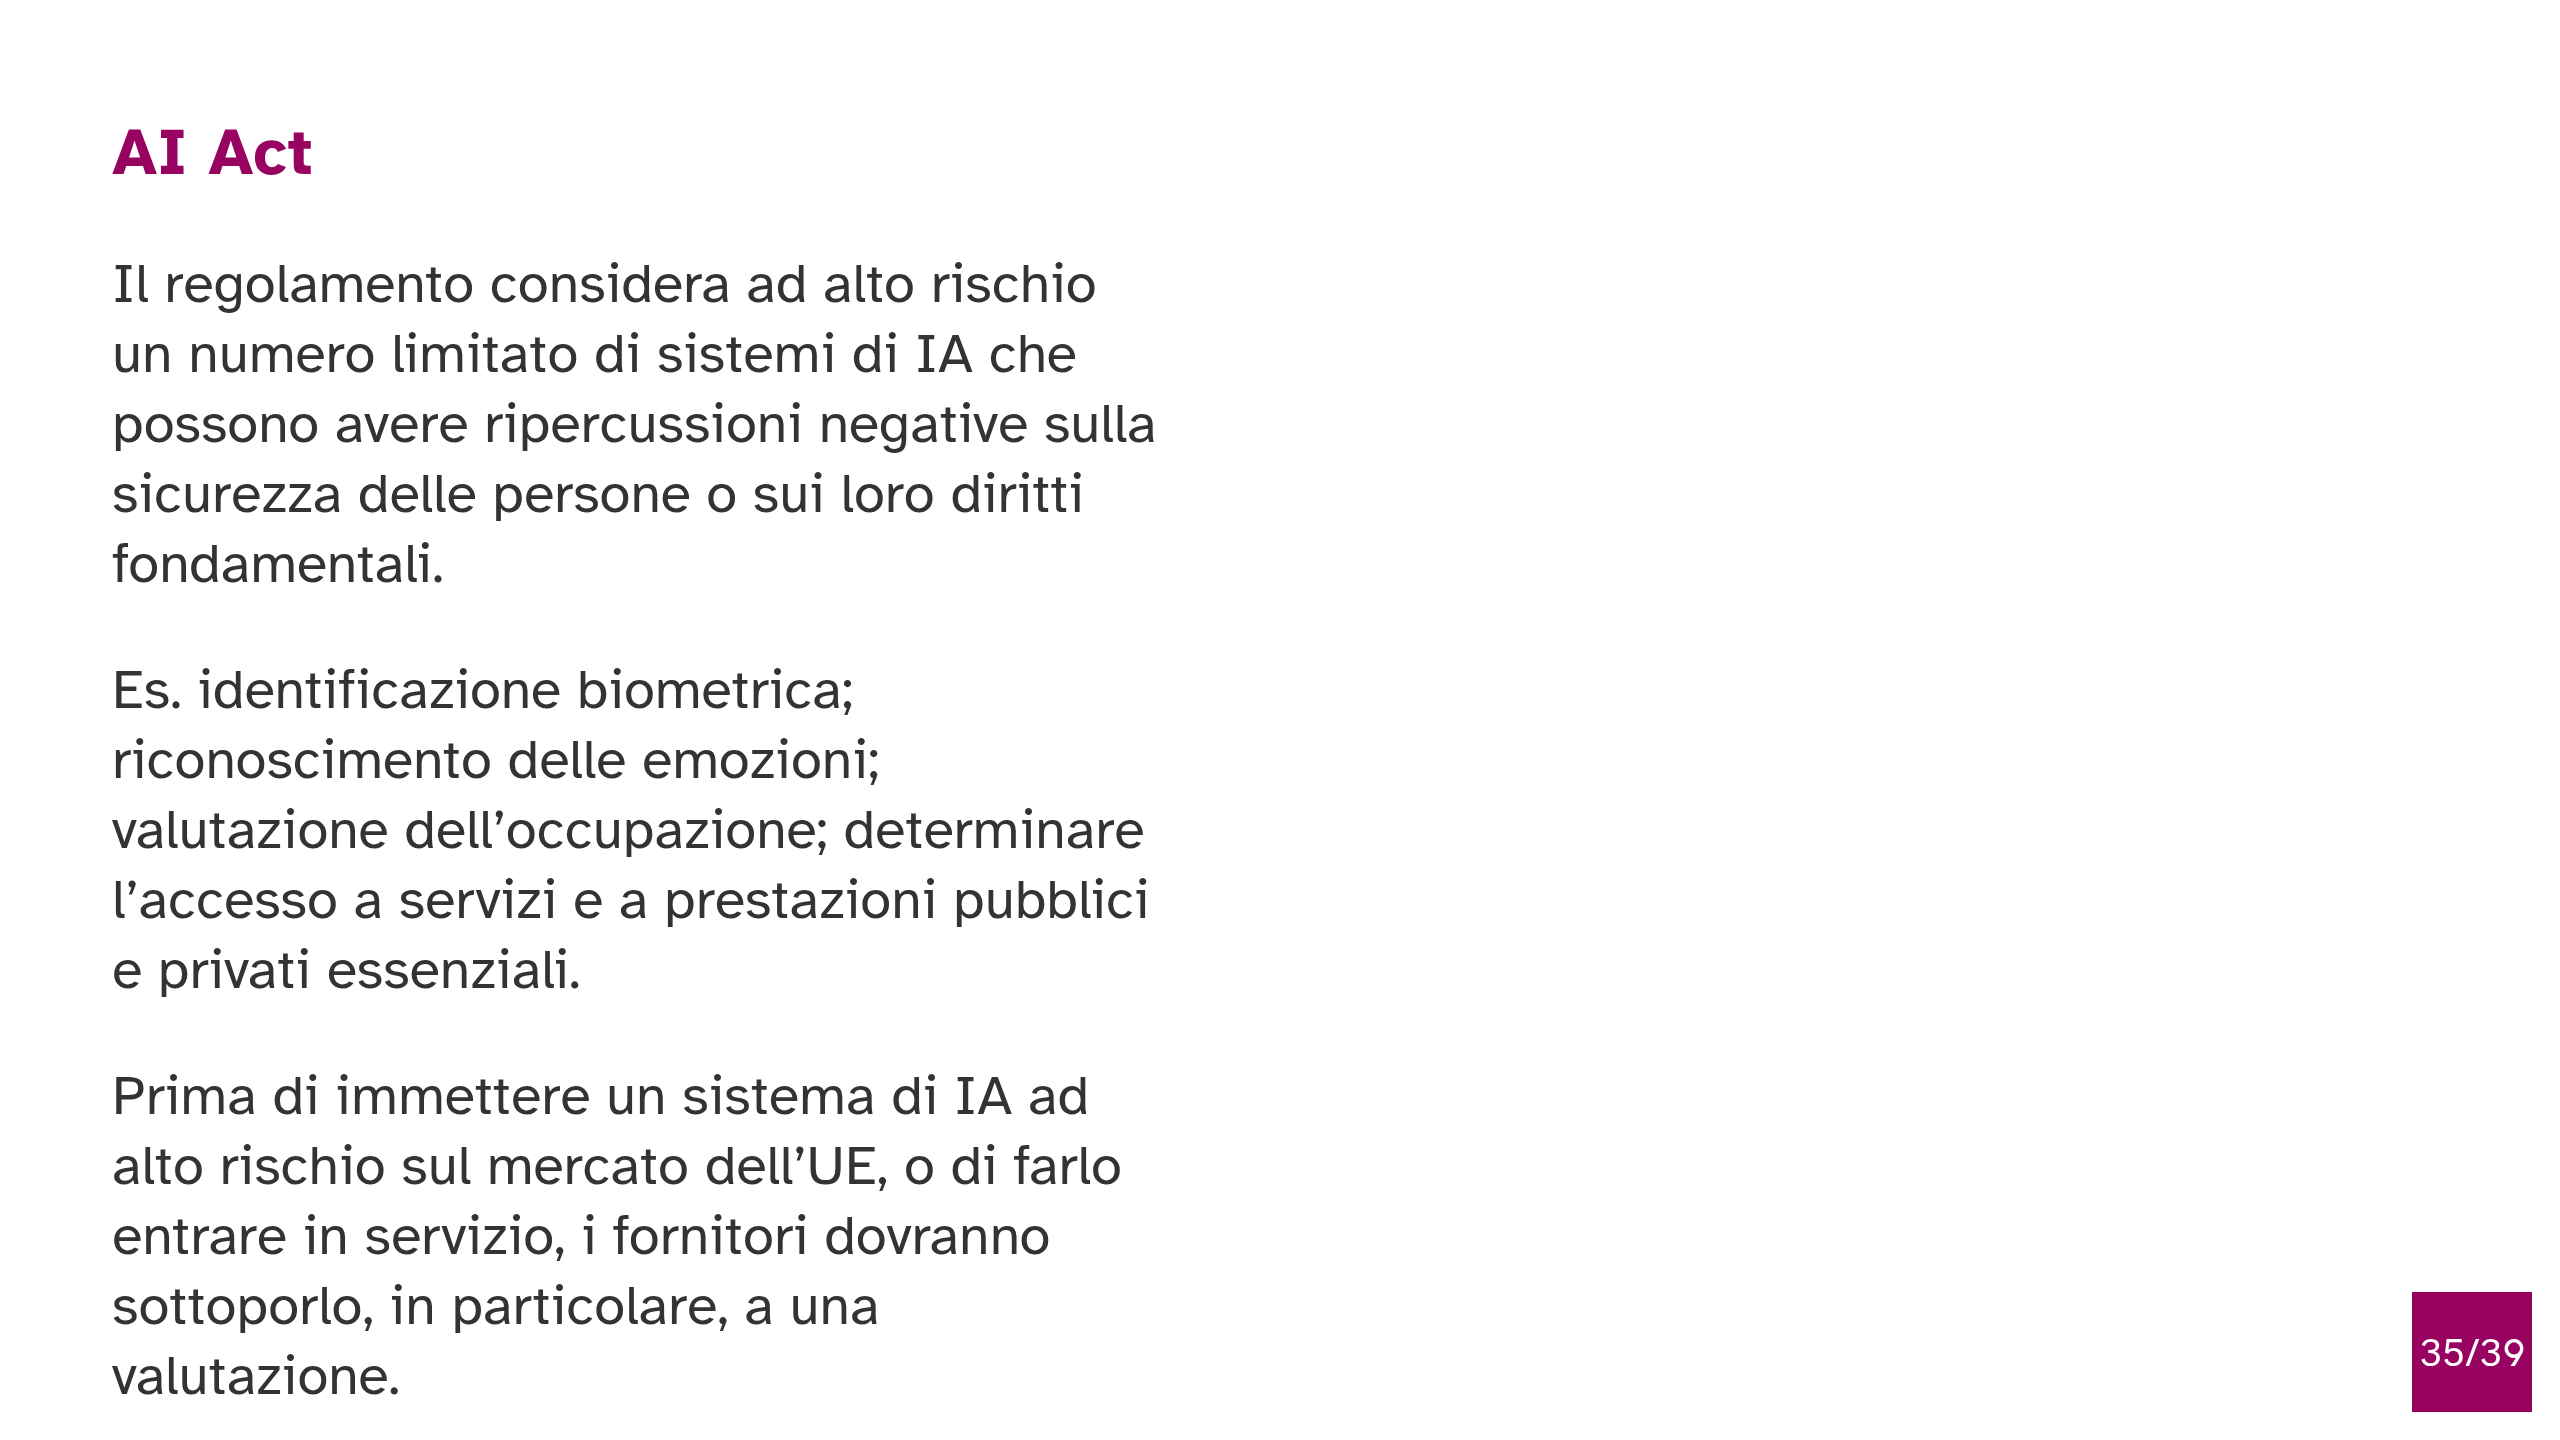 AI Act
Il regolamento considera ad alto rischio
un numero limitato di sistemi di IA che
possono avere ripercussioni negative sulla
sicurezza delle persone o sui loro diritti
fondamentali.
Es. identificazione biometrica;
riconoscimento delle emozioni;
valutazione dell’occupazione; determinare
l’accesso a servizi e a prestazioni pubblici
e privati essenziali.
Prima di immettere un sistema di IA ad
alto rischio sul mercato dell’UE, o di farlo
entrare in servizio, i fornitori dovranno
sottoporlo, in particolare, a una
valutazione.
35/39